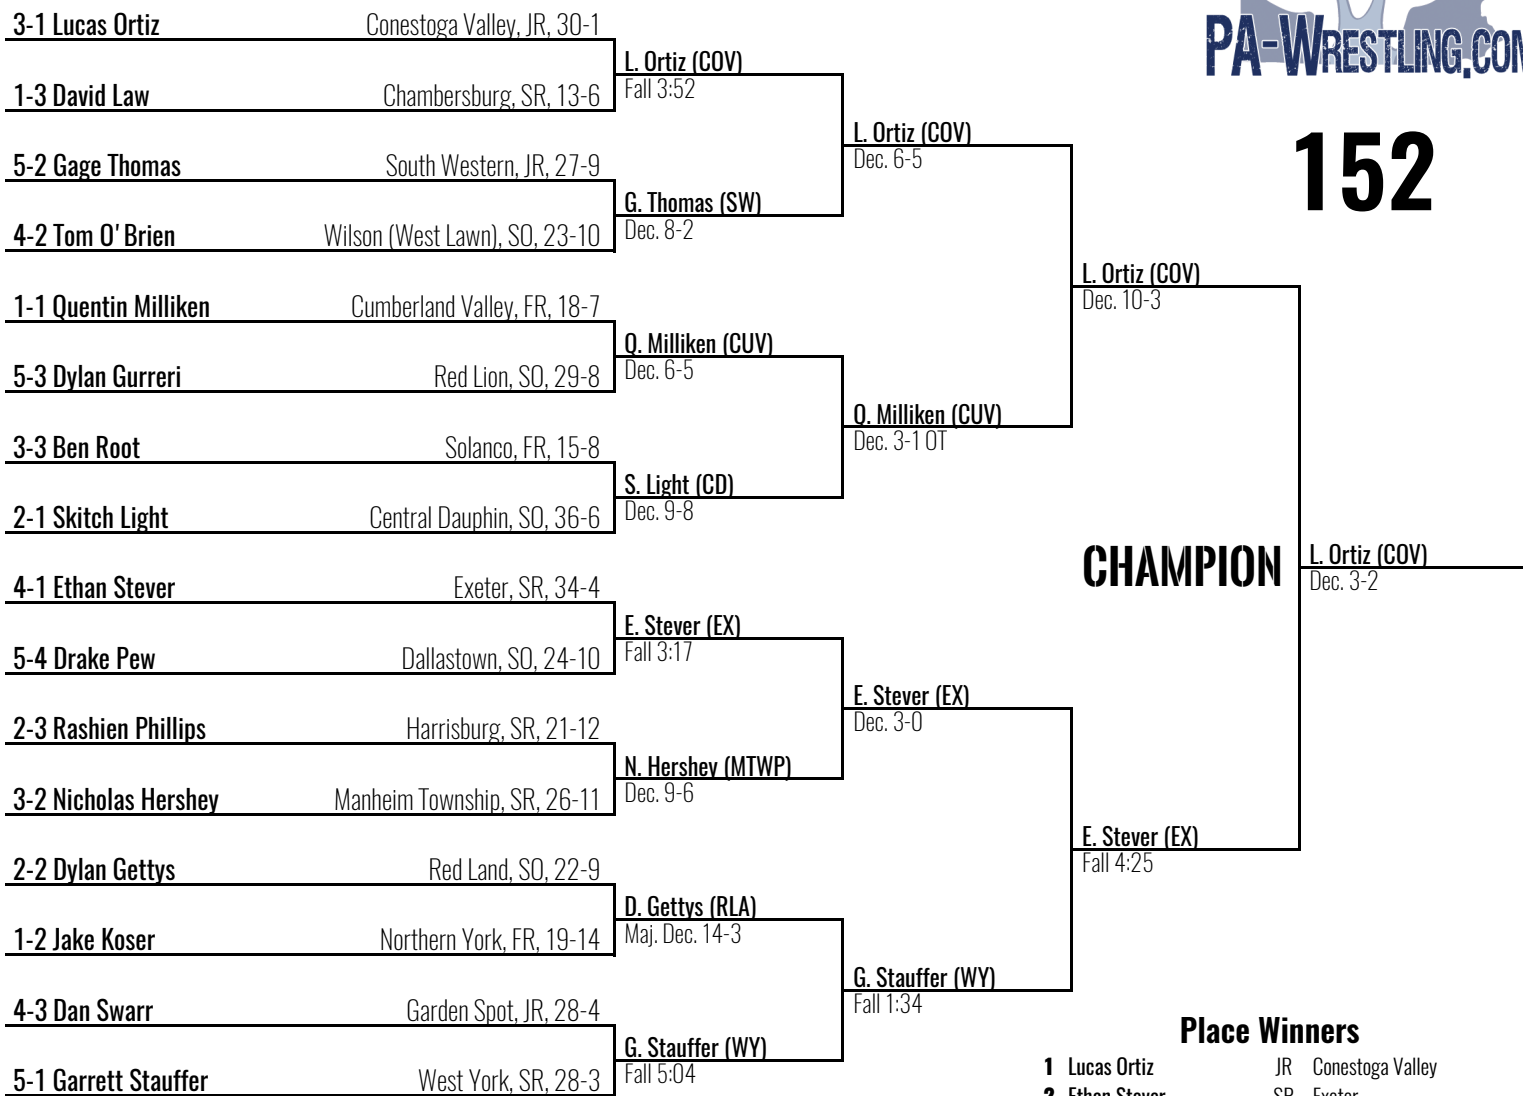 3-1 Lucas Ortiz Conestoga Valley, JR, 30-1
L. Ortiz (COV)
Fall 3:52
1-3 David Law Chambersburg, SR, 13-6
L. Ortiz (COV)
Dec. 6-5
5-2 Gage Thomas South Western, JR, 27-9
G. Thomas (SW)
Dec. 8-2
4-2 Tom O'Brien Wilson (West Lawn), SO, 23-10
L. Ortiz (COV)
Dec. 10-3
1-1 Quentin Milliken Cumberland Valley, FR, 18-7
Q. Milliken (CUV)
Dec. 6-5
5-3 Dylan Gurreri Red Lion, SO, 29-8
Q. Milliken (CUV)
Dec. 3-1 OT
3-3 Ben Root Solanco, FR, 15-8
S. Light (CD)
Dec. 9-8
2-1 Skitch Light Central Dauphin, SO, 36-6
CHAMPION
L. Ortiz (COV)
Dec. 3-2
4-1 Ethan Stever Exeter, SR, 34-4
E. Stever (EX)
Fall 3:17
5-4 Drake Pew Dallastown, SO, 24-10
E. Stever (EX)
Dec. 3-0
2-3 Rashien Phillips Harrisburg, SR, 21-12
N. Hershey (MTWP)
Dec. 9-6
3-2 Nicholas Hershey Manheim Township, SR, 26-11
E. Stever (EX)
Fall 4:25
2-2 Dylan Gettys Red Land, SO, 22-9
D. Gettys (RLA)
Maj. Dec. 14-3
1-2 Jake Koser Northern York, FR, 19-14
G. Stauffer (WY)
Fall 1:34
4-3 Dan Swarr Garden Spot, JR, 28-4
G. Stauffer (WY)
Fall 5:04
5-1 Garrett Stauffer West York, SR, 28-3
PA-WRESTLING.COM
152
Place Winners
1 Lucas Ortiz JR Conestoga Valley
2 Ethan Stever SR Exeter